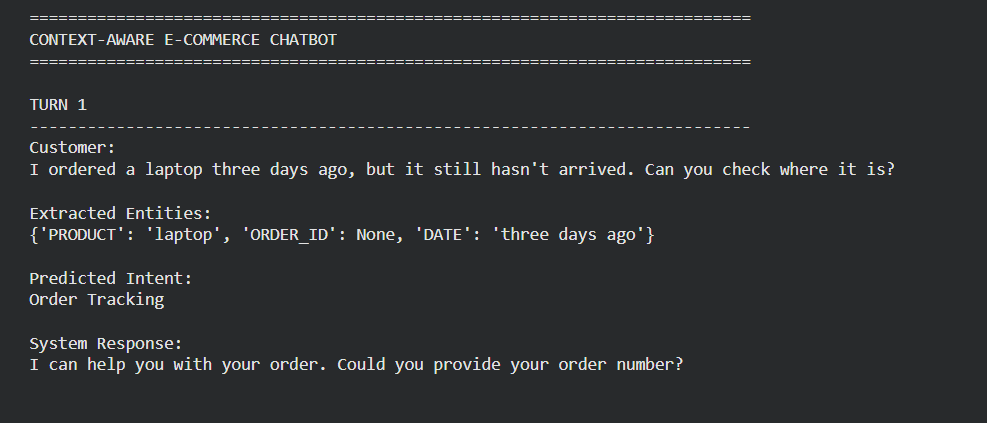 ===========================================================================
CONTEXT-AWARE E-COMMERCE CHATBOT
===========================================================================
TURN 1
---------------------------------------------------------------------------
Customer:
I ordered a laptop three days ago, but it still hasn't arrived. Can you check where it is?
Extracted Entities:
{'PRODUCT': 'laptop', 'ORDER_ID': None, 'DATE': 'three days ago'}
Predicted Intent:
Order Tracking
System Response:
I can help you with your order. Could you provide your order number?